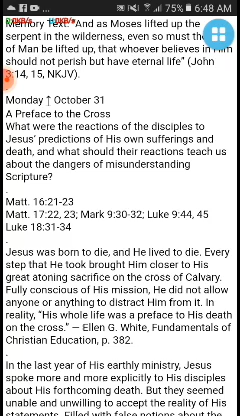 75% 6:48 AM
Memory Text: "And as Moses lifted up the
serpent in the wilderness, even so must the
of Man be lifted up, that whoever believes in Him
should not perish but have eternal life" (John
3:14, 15, NKJV).
Monday ↑ October 31
A Preface to the Cross
What were the reactions of the disciples to
Jesus' predictions of His own sufferings and
death, and what should their reactions teach us
about the dangers of misunderstanding
Scripture?
.
Matt. 16:21-23
Matt. 17:22, 23; Mark 9:30-32; Luke 9:44, 45
Luke 18:31-34
.
Jesus was born to die, and He lived to die. Every
step that He took brought Him closer to His
great atoning sacrifice on the cross of Calvary.
Fully conscious of His mission, He did not allow
anyone or anything to distract Him from it. In
reality, "His whole life was a preface to His death
on the cross." — Ellen G. White, Fundamentals of
Christian Education, p. 382.
.
In the last year of His earthly ministry, Jesus
spoke more and more explicitly to His disciples
about His forthcoming death. But they seemed
unable and unwilling to accept the reality of His
statements. Filled with false notions about the